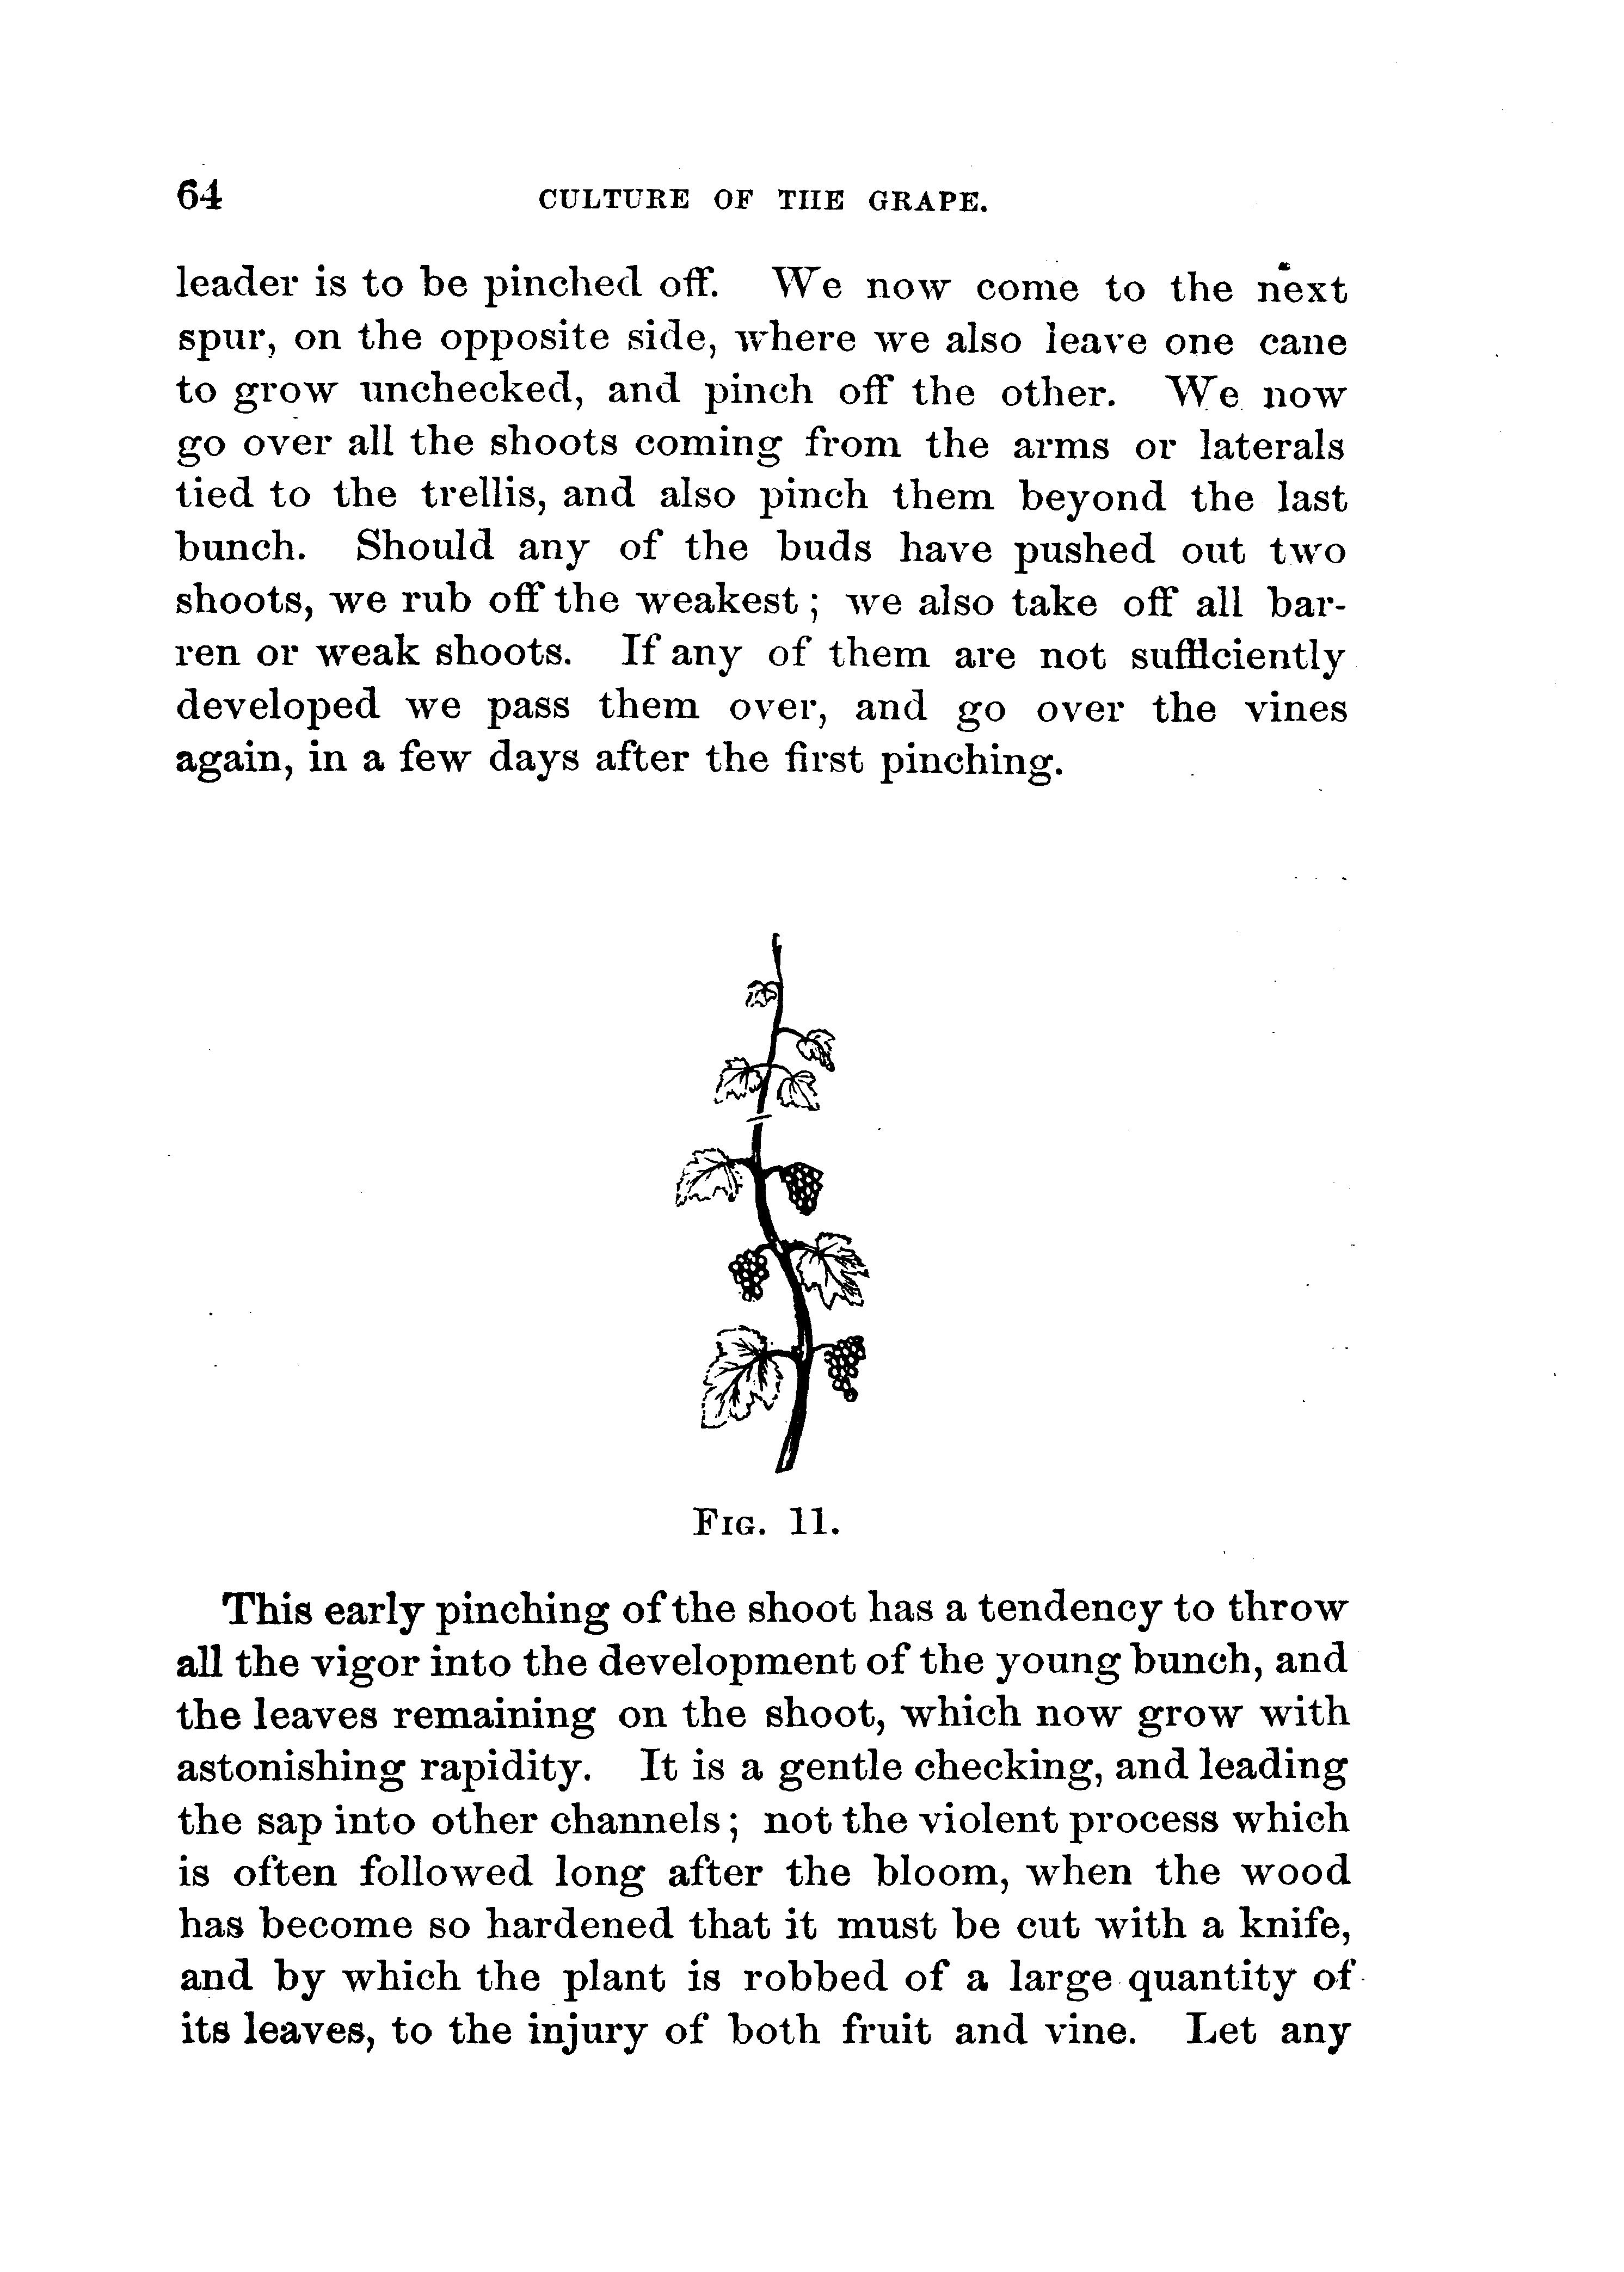 64 CULTURE OF THE GRAPE.
leader is to be pinched off. We now come to the next
spur, on the opposite side, where we also leave one cane
to grow unchecked, and pinch off the other. We now
go over all the shoots coming from the arms or laterals
tied to the trellis, and also pinch them beyond the last
bunch. Should any of the buds have pushed out two
shoots, we rub off the weakest ; we also take off all bar-
ren or weak shoots. If any of them are not sufficiently
developed we pass them over, and go over the vines
again, in a few days after the first pinching.
FIG. 11.
This early pinching of the shoot has a tendency to throw
all the vigor into the development of the young bunch, and
the leaves remaining on the shoot, which now grow with
astonishing rapidity. It is a gentle checking, and leading
the sap into other channels ; not the violent process which
is often followed long after the bloom, when the wood
has become so hardened that it must be cut with a knife,
and by which the plant is robbed of a large quantity of
its leaves, to the injury of both fruit and vine. Let any